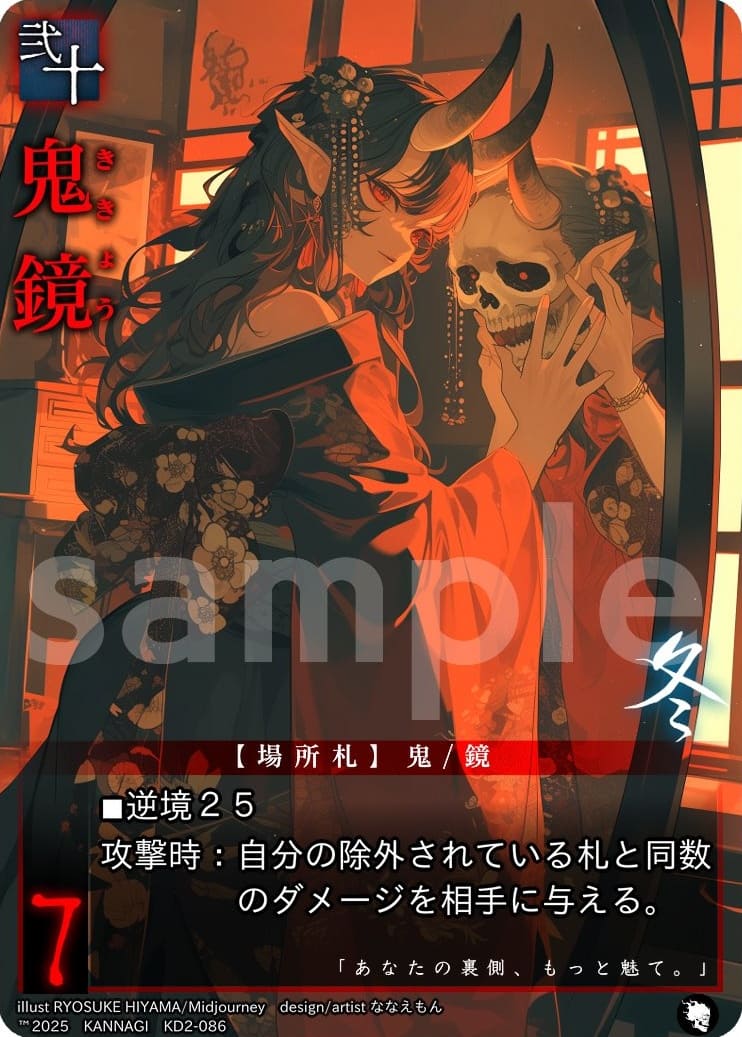 弐十
鬼鏡
ききょう
sample
冬
【場所札】鬼/鏡
■逆境２５
攻撃時：自分の除外されている札と同数
のダメージを相手に与える。
7
「あなたの裏側、もっと魅て。」
illust RYOSUKE HIYAMA/Midjourney design/artist ななえもん
™2025 KANNAGI KD2-086